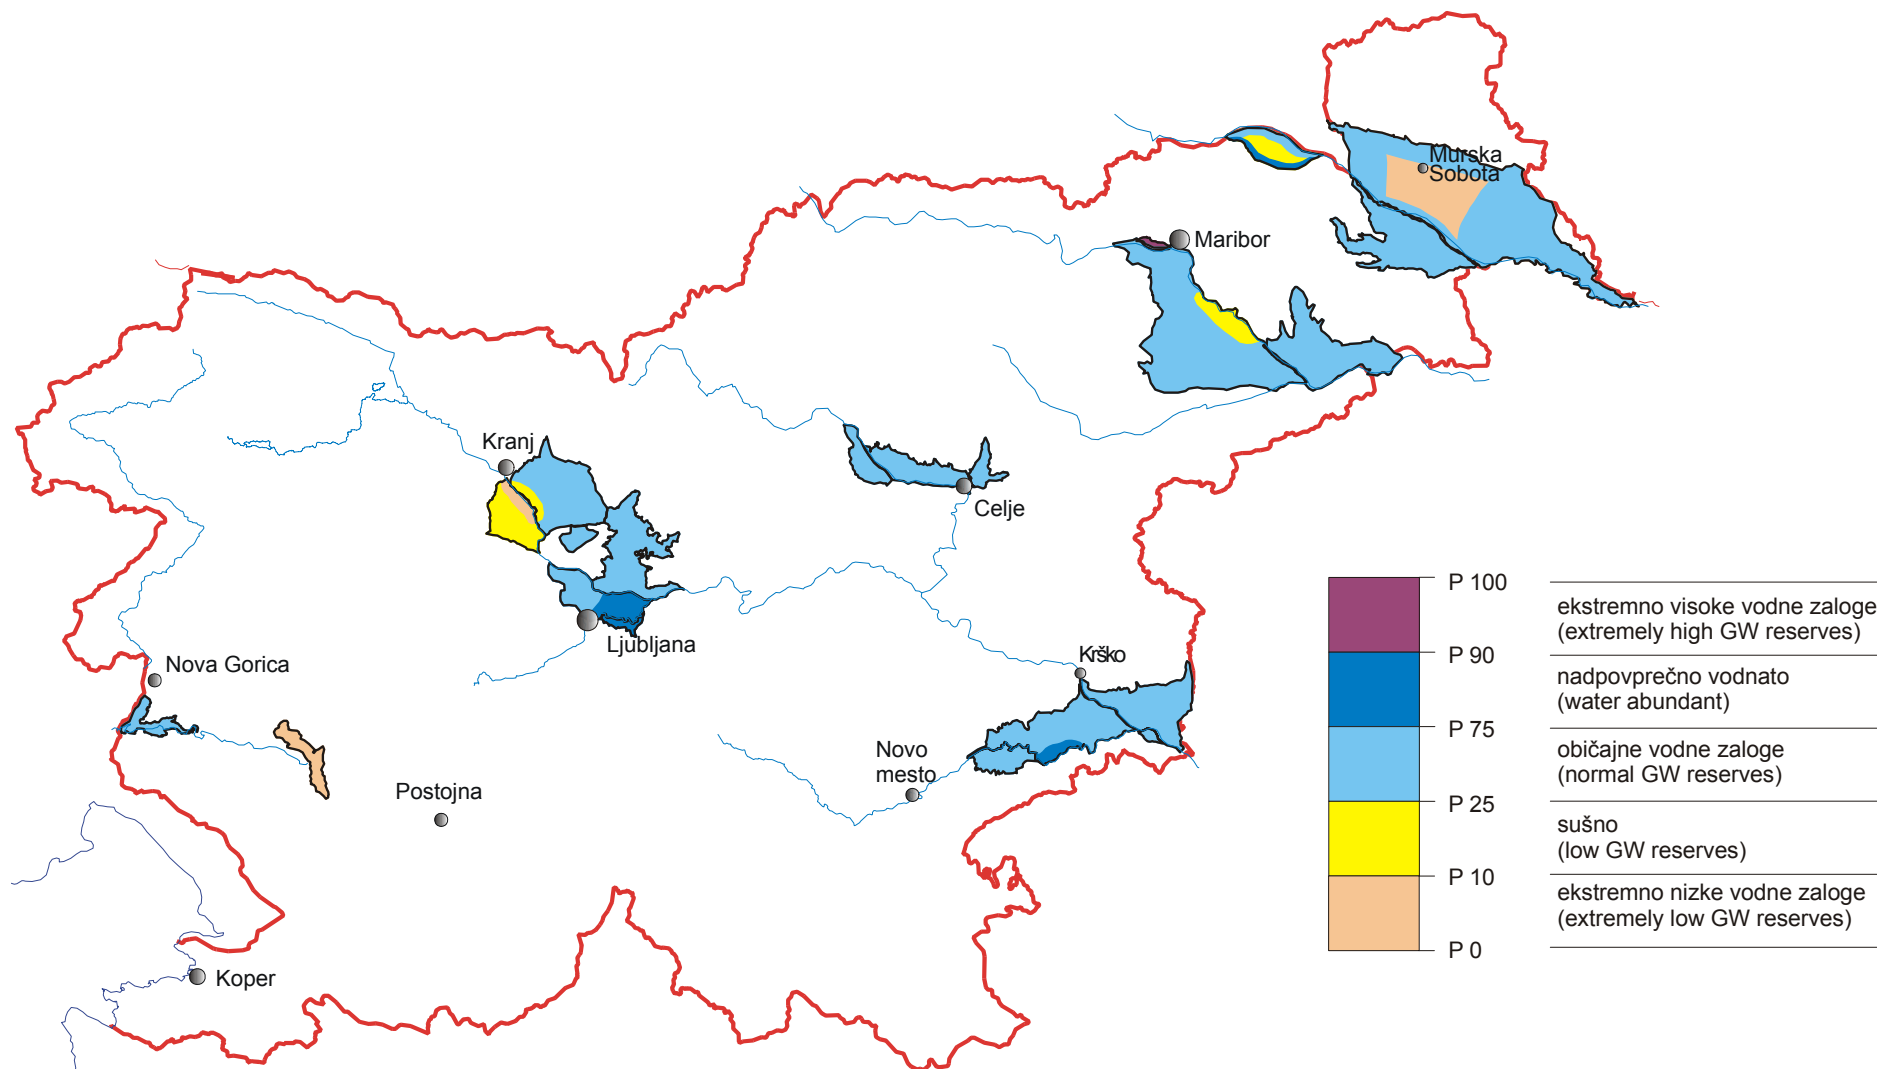 Murska
Sobota
Maribor
Kranj
Celje
Ljubljana
Nova Gorica
Krško
Novo
mesto
Postojna
Koper
P 100
ekstremno visoke vodne zaloge
(extremely high GW reserves)
P 90
nadpovprečno vodnato
(water abundant)
P 75
običajne vodne zaloge
(normal GW reserves)
P 25
sušno
(low GW reserves)
P 10
ekstremno nizke vodne zaloge
(extremely low GW reserves)
P 0